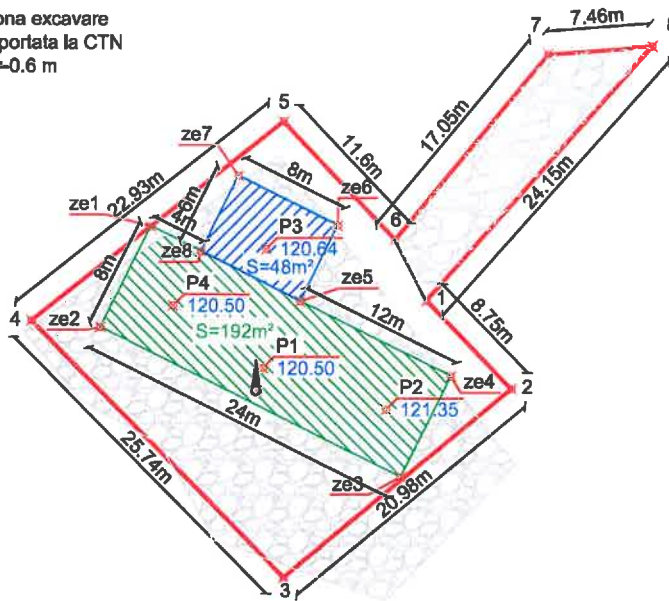 ona excavare
portata la CTN
-0.6 m
7
7.46m
17.05m
24.15m
5
ze7
11.6m
8m
ze6
22.93m
6m
ze1
4m
6
P3
120.64
S=48m²
ze8
ze5
8m
P4
120.50
1
8.75m
4
ze2
S=192m²
12m
P1
120.50
ze4
2
P2
121.35
24m
ze3
20.98m
25.74m
3